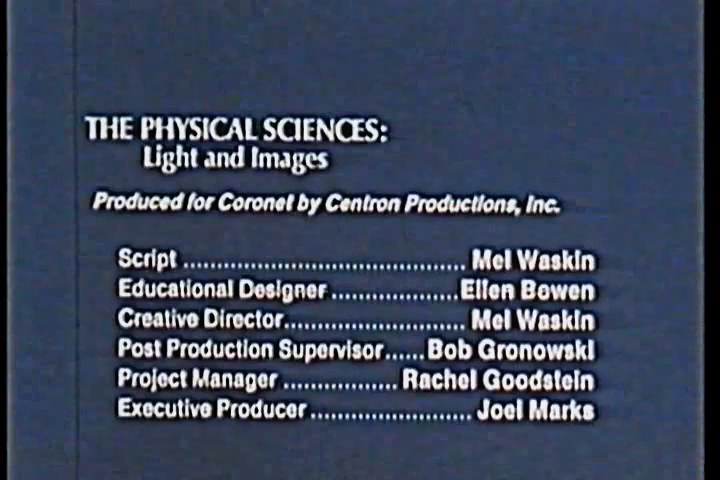 THE PHYSICAL SCIENCES:
Light and Images
Produced for Coronet by Centron Productions, Inc.
Script ........................................ Mel Waskin
Educational Designer ...................Ellen Bowen
Creative Director........................... Mel Waskin
Post Production Supervisor...... Bob Gronowski
Project Manager ................. Rachel Goodstein
Executive Producer ........................ Joel Marks